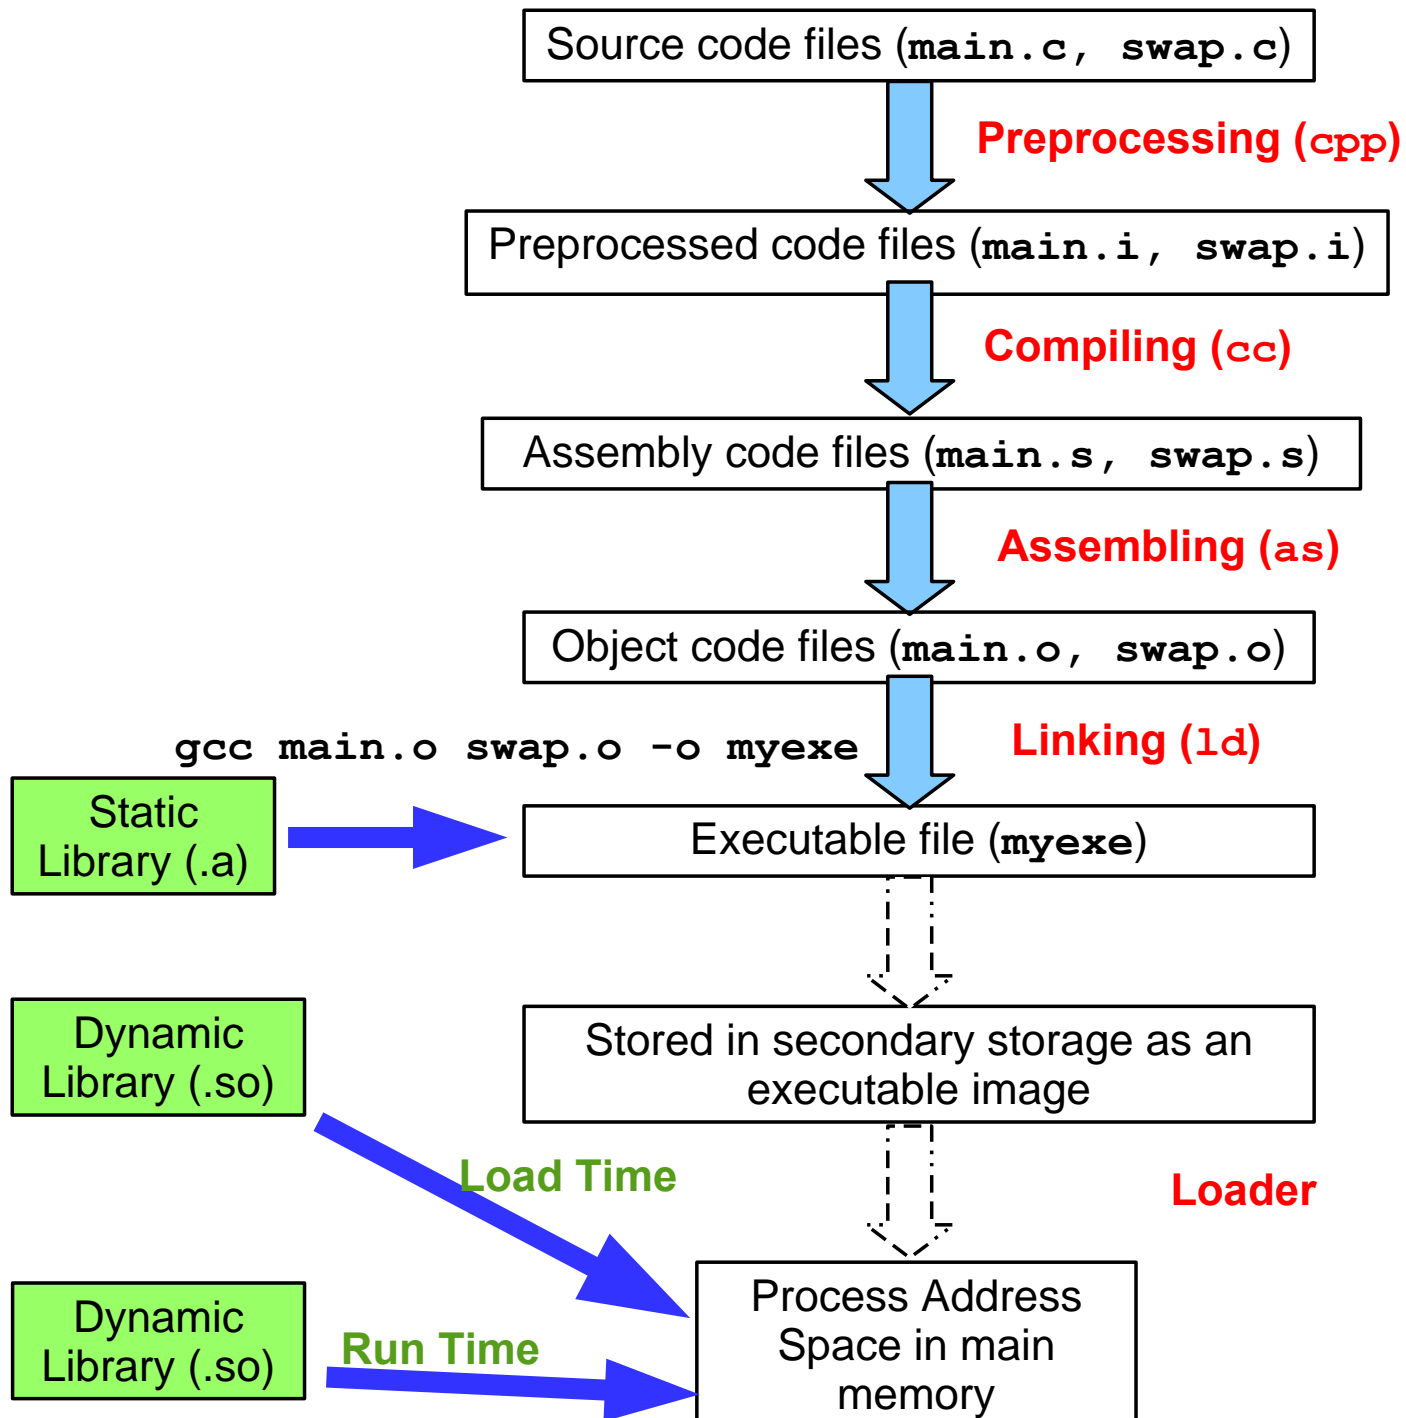 Source code files (main.c, swap.c)
Preprocessing (cpp)
Preprocessed code files (main.i, swap.i)
Compiling (cc)
Assembly code files (main.s, swap.s)
Assembling (as)
Object code files (main.o, swap.o)
gcc main.o swap.o -o myexe
Linking (ld)
Static
Library (.a)
Executable file (myexe)
Dynamic
Library (.so)
Stored in secondary storage as an
executable image
Load Time
Loader
Dynamic
Library (.so)
Run Time
Process Address
Space in main
memory